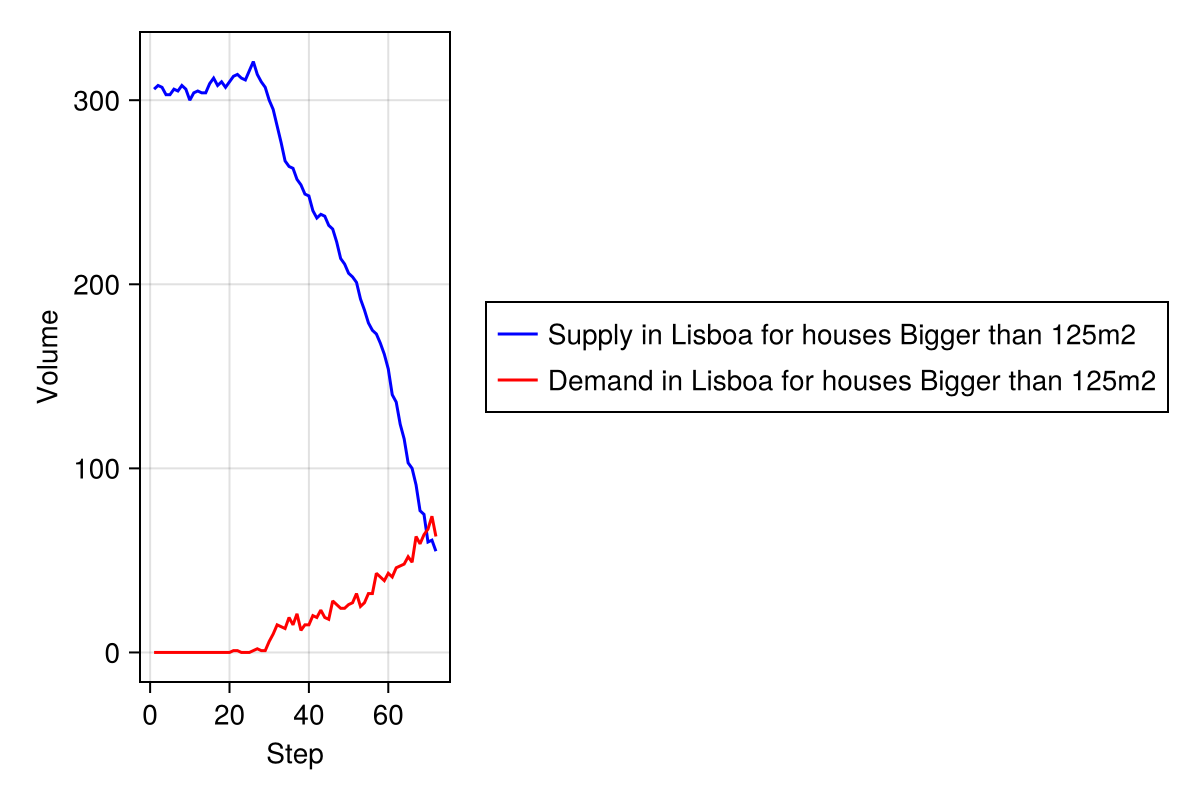 300
200
100
0
Volume
0 20 40 60
Step
Supply in Lisboa for houses Bigger than 125m2
Demand in Lisboa for houses Bigger than 125m2